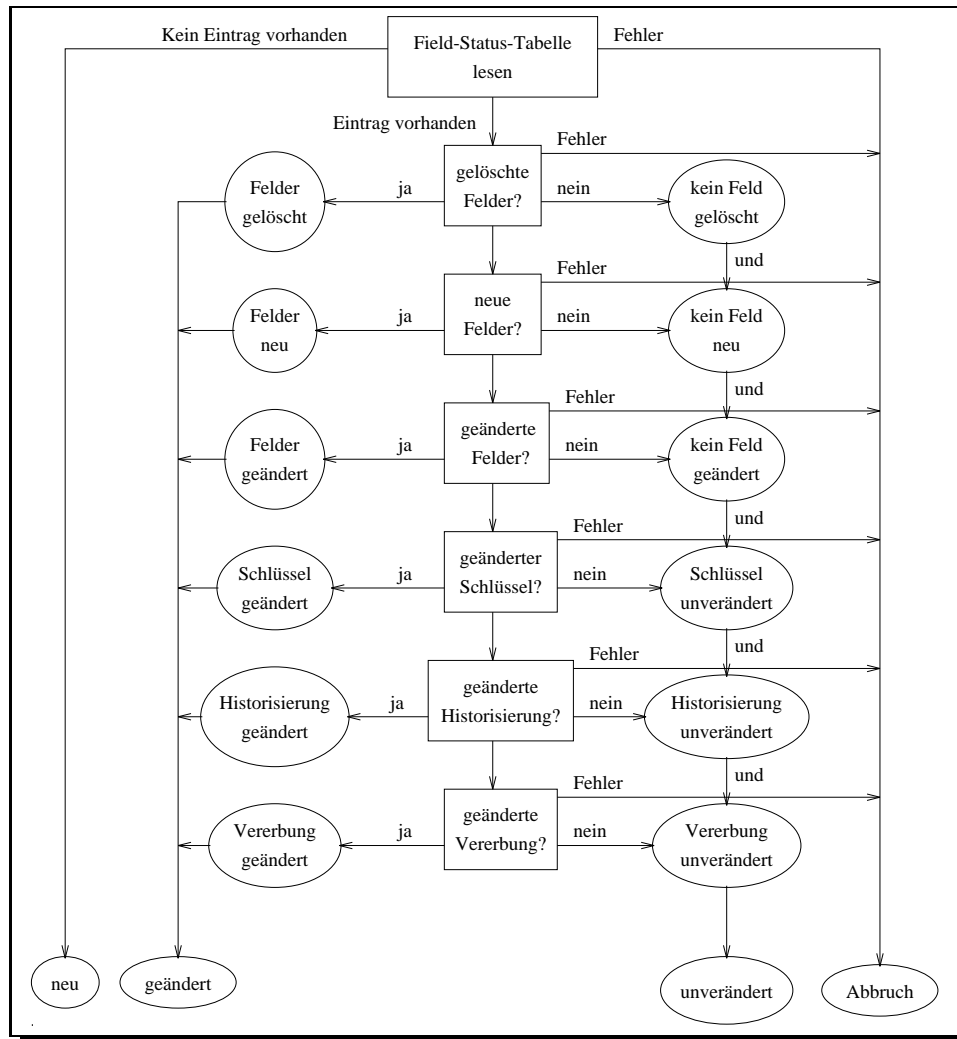 Kein Eintrag vorhanden
Field-Status-Tabelle
lesen
Fehler
Eintrag vorhanden
Fehler
Felder
gelöscht
ja
gelöschte
Felder?
nein
kein Feld
gelöscht
und
Fehler
Felder
neu
ja
neue
Felder?
nein
kein Feld
neu
und
Fehler
Felder
geändert
ja
geänderte
Felder?
nein
kein Feld
geändert
und
Fehler
Schlüssel
geändert
ja
geänderter
Schlüssel?
nein
Schlüssel
unverändert
und
Fehler
Historisierung
geändert
ja
geänderte
Historisierung?
nein
Historisierung
unverändert
und
Fehler
Vererbung
geändert
ja
geänderte
Vererbung?
nein
Vererbung
unverändert
neu
geändert
unverändert
Abbruch